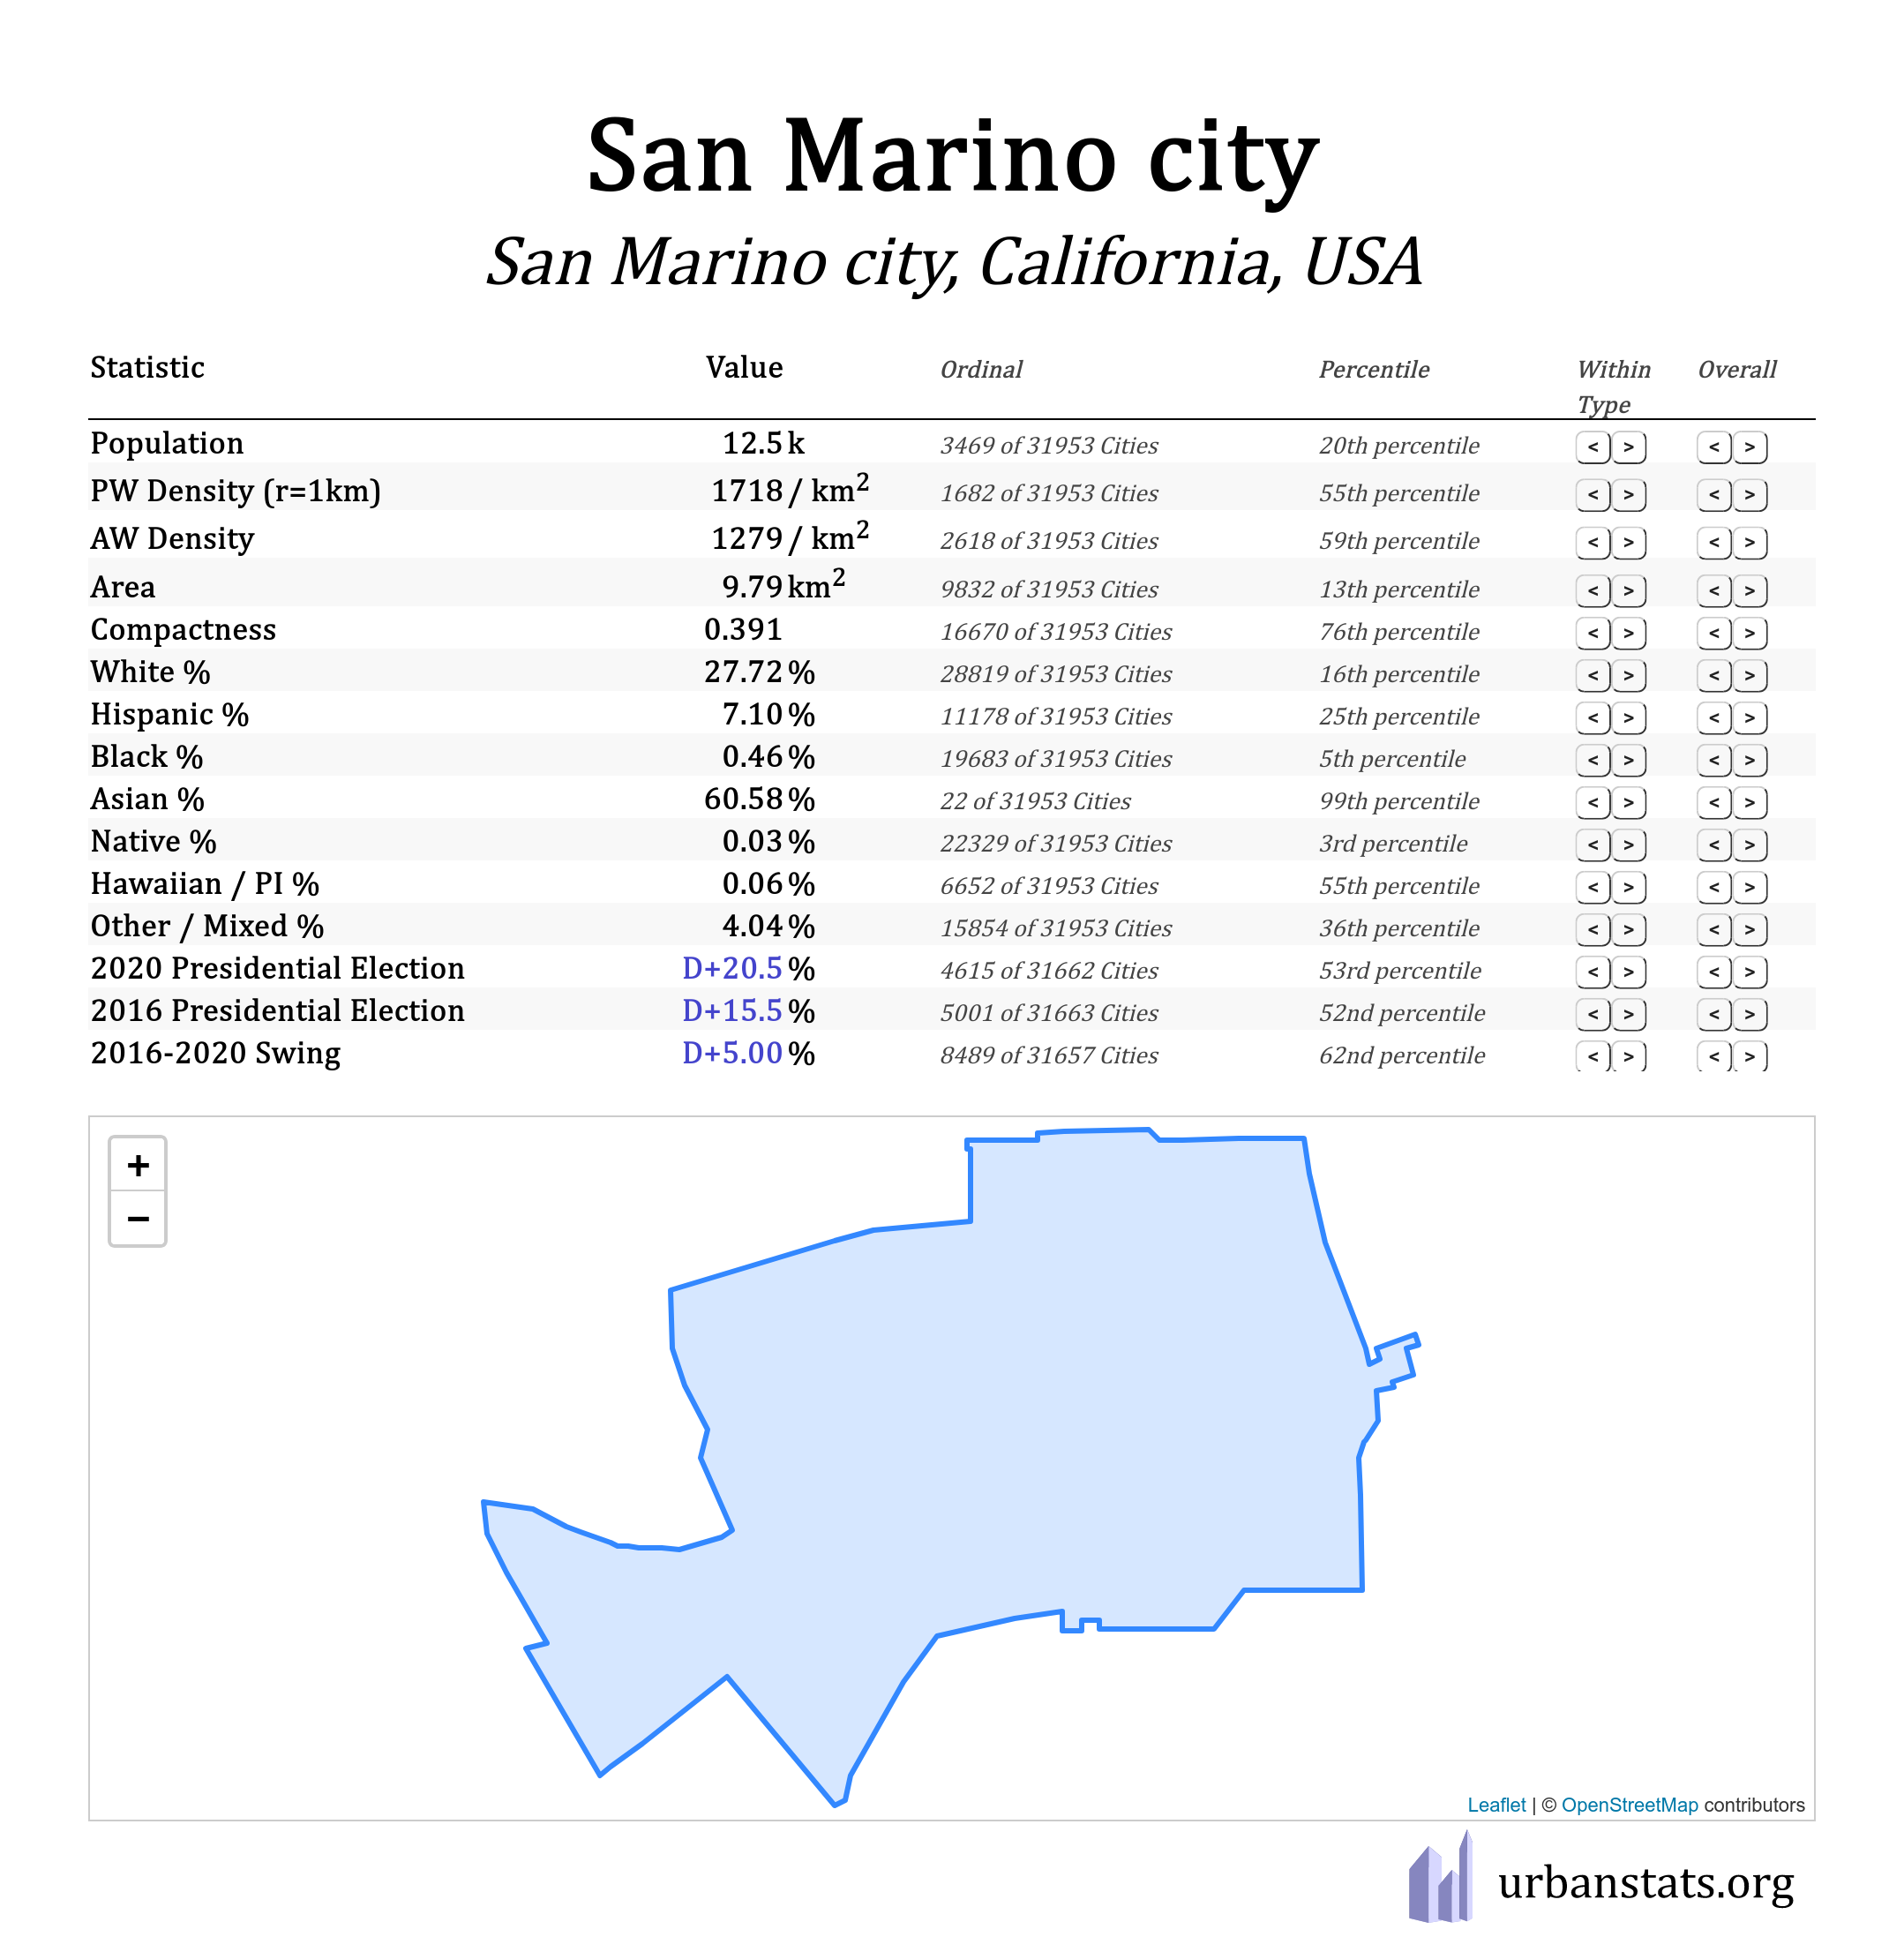 San Marino city
San Marino city, California, USA
Statistic Value Ordinal Percentile Within Type Overall
Population 12.5 k 3469 of 31953 Cities 20th percentile < > < >
PW Density (r=1km) 1718 / km² 1682 of 31953 Cities 55th percentile < > < >
AW Density 1279 / km² 2618 of 31953 Cities 59th percentile < > < >
Area 9.79 km² 9832 of 31953 Cities 13th percentile < > < >
Compactness 0.391 16670 of 31953 Cities 76th percentile < > < >
White % 27.72 % 28819 of 31953 Cities 16th percentile < > < >
Hispanic % 7.10 % 11178 of 31953 Cities 25th percentile < > < >
Black % 0.46 % 19683 of 31953 Cities 5th percentile < > < >
Asian % 60.58 % 22 of 31953 Cities 99th percentile < > < >
Native % 0.03 % 22329 of 31953 Cities 3rd percentile < > < >
Hawaiian / PI % 0.06 % 6652 of 31953 Cities 55th percentile < > < >
Other / Mixed % 4.04 % 15854 of 31953 Cities 36th percentile < > < >
2020 Presidential Election D+20.5 % 4615 of 31662 Cities 53rd percentile < > < >
2016 Presidential Election D+15.5 % 5001 of 31663 Cities 52nd percentile < > < >
2016-2020 Swing D+5.00 % 8489 of 31657 Cities 62nd percentile < > < >
+
−
Leaflet | © OpenStreetMap contributors
urbanstats.org